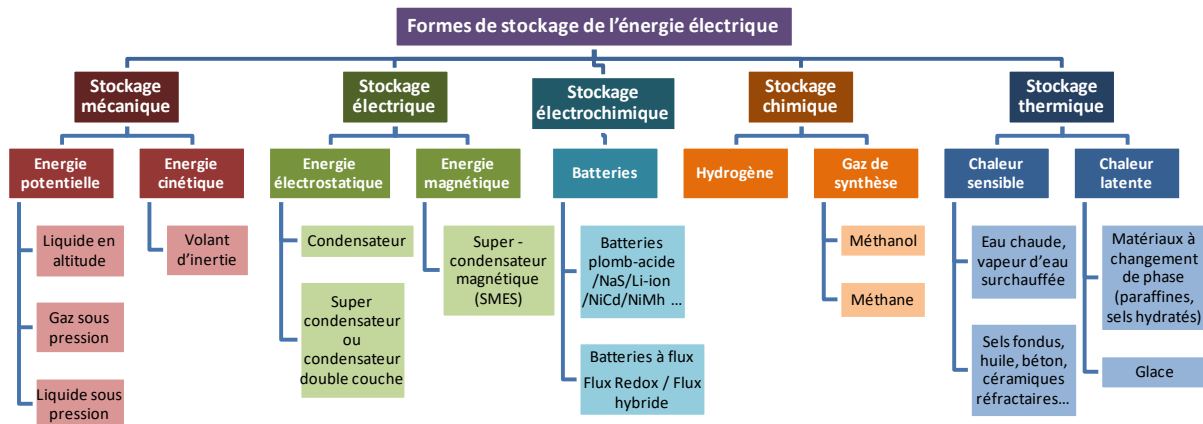 Formes de stockage de l'énergie électrique
Stockage
mécanique
Stockage
électrique
Stockage
électrochimique
Stockage
chimique
Stockage
thermique
Energie
potentielle
Energie
cinétique
Energie
électrostatique
Energie
magnétique
Batteries
Hydrogène
Gaz de
synthèse
Chaleur
sensible
Chaleur
latente
Liquide en
altitude
Gaz sous
pression
Liquide sous
pression
Volant
d'inertie
Condensateur
Super
condensateur
ou
condensateur
double couche
Super -
condensateur
magnétique
(SMES)
Batteries
plomb-acide
/NaS/Li-ion
/NiCd/NiMh ...
Batteries à flux
Flux Redox / Flux
hybride
Méthanol
Méthane
Eau chaude,
vapeur d'eau
surchauffée
Sels fondus,
huile, béton,
céramiques
réfractaires...
Matériaux à
changement
de phase
(paraffines,
sels hydratés)
Glace